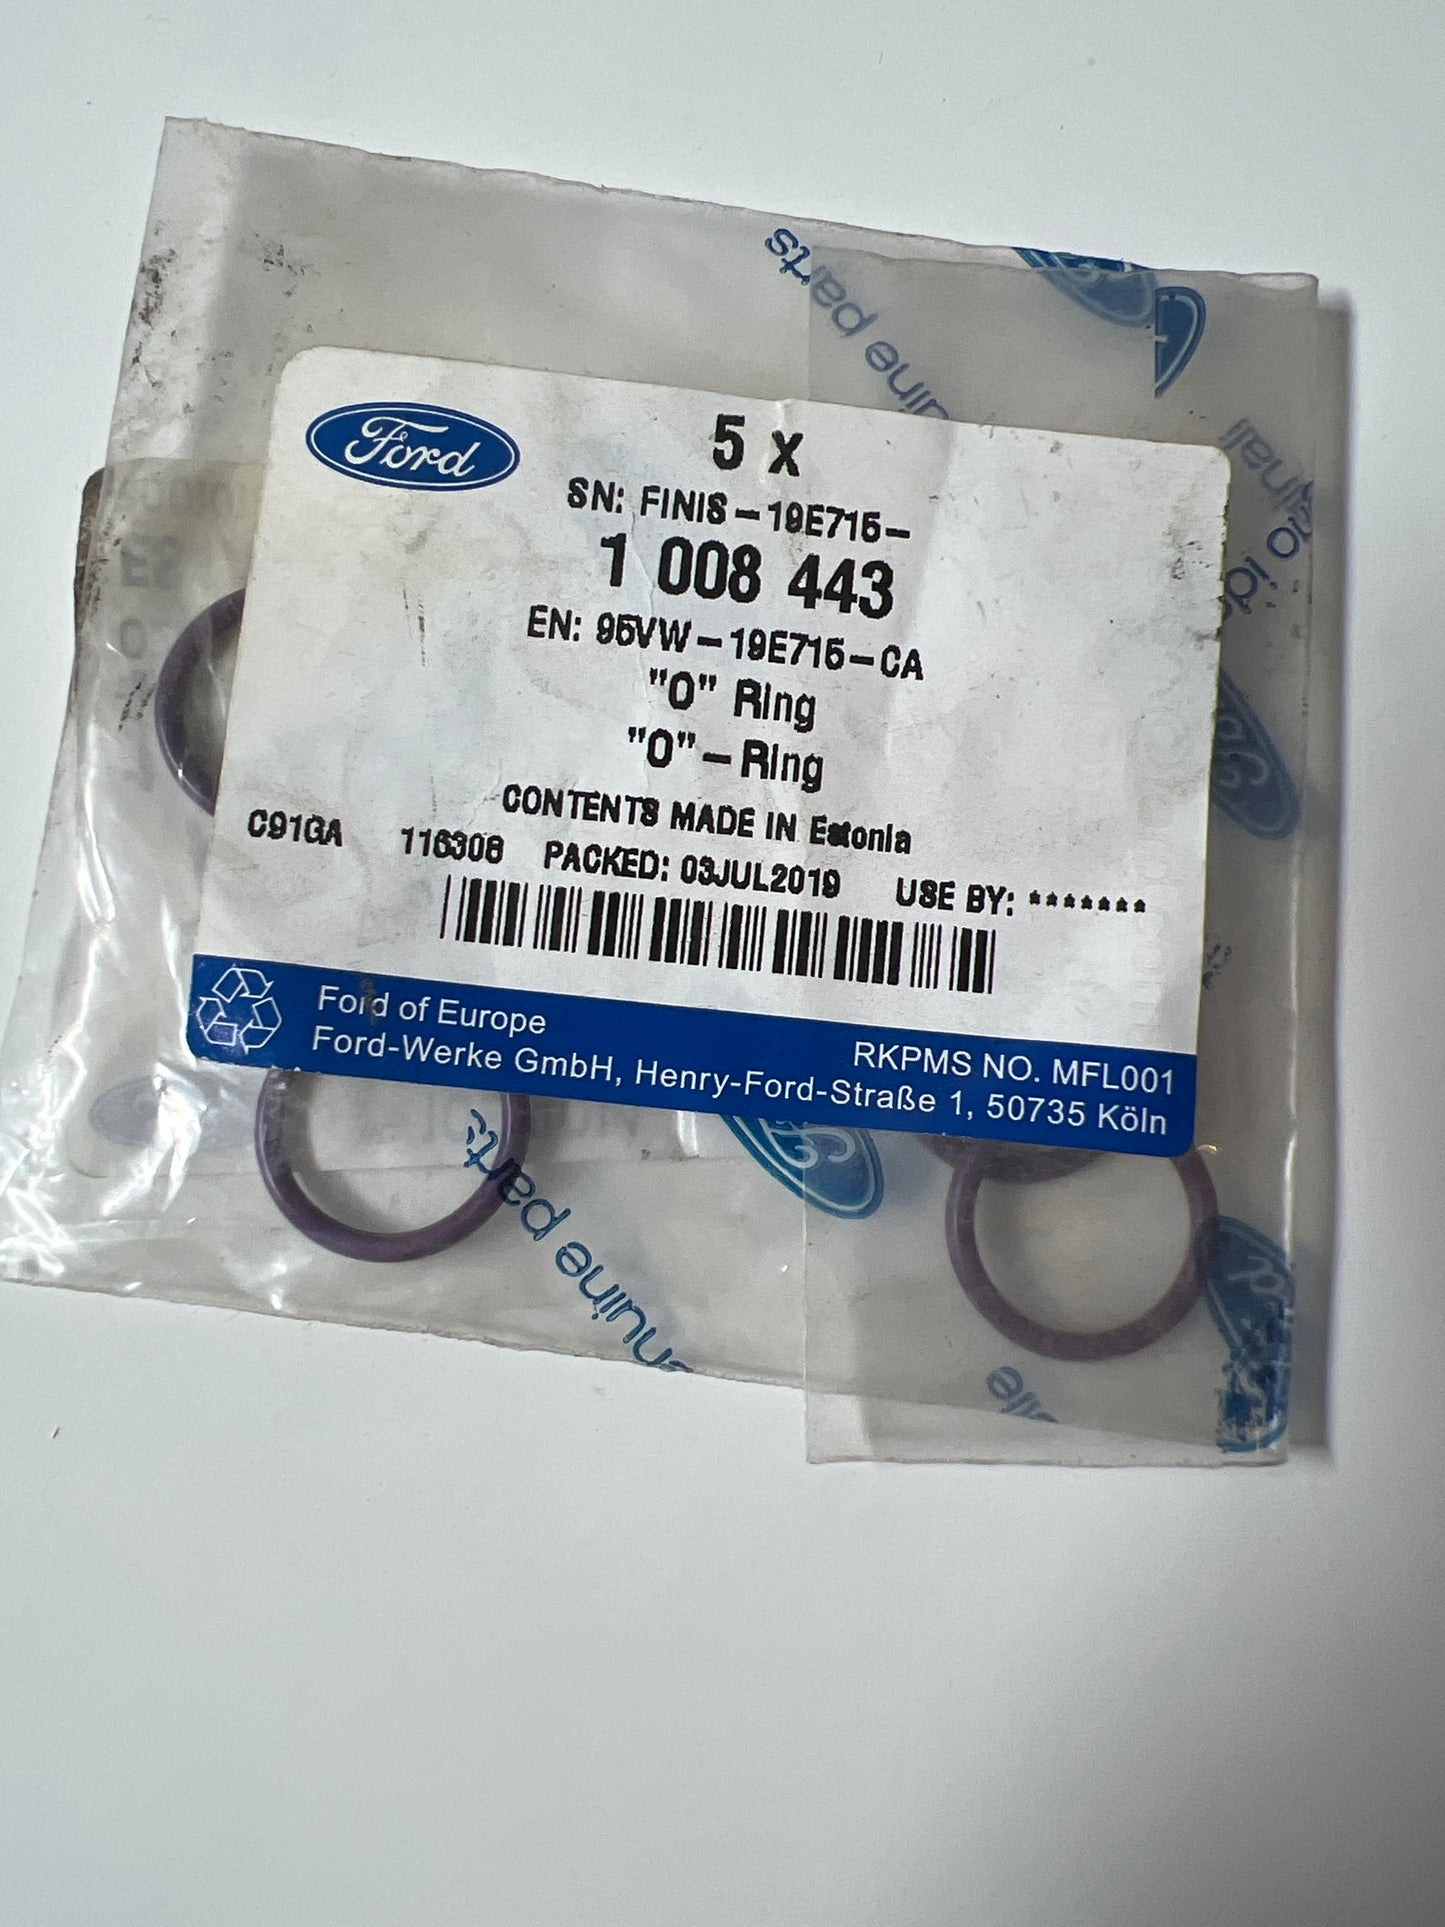 genuine parts
Ford
5 x
SN: FINIS-19E715-
1 008 443
EN: 95VW-19E715-CA
"O" Ring
"O"-Ring
CONTENTS MADE IN Estonia
C91GA 116308 PACKED: 03JUL2019 USE BY: *******
Ford of Europe
Ford-Werke GmbH, Henry-Ford-Straße 1, 50735 Köln
RKPMS NO. MFL001
parts